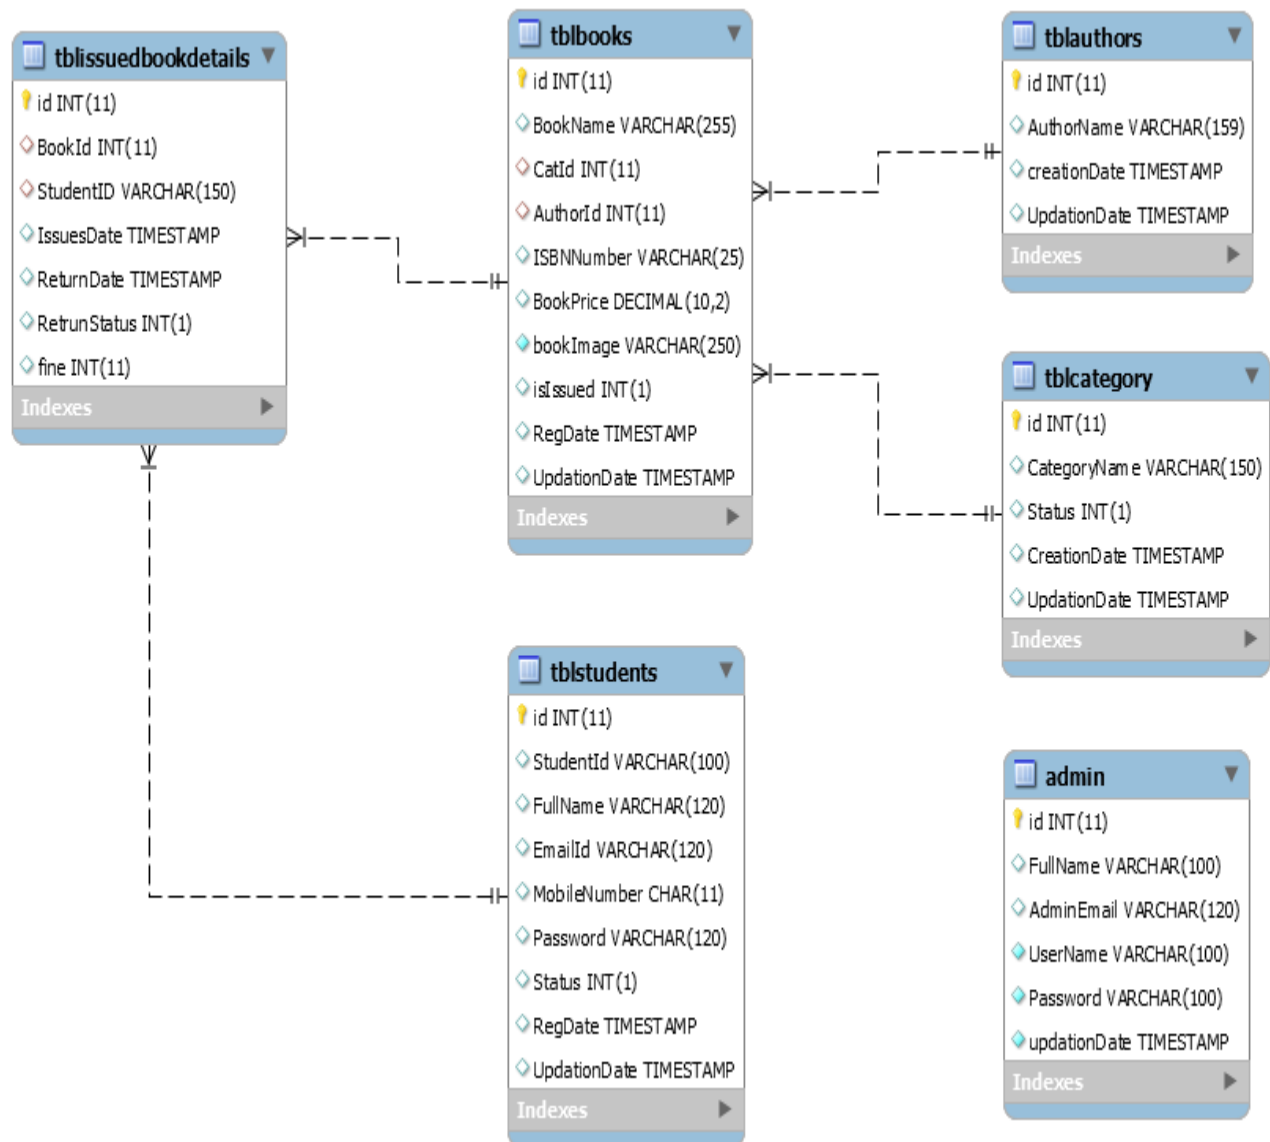 tblissuedbookdetails
id INT(11)
BookId INT(11)
StudentID VARCHAR(150)
IssuesDate TIMESTAMP
ReturnDate TIMESTAMP
RetrunStatus INT(1)
fine INT(11)
Indexes
tblbooks
id INT(11)
BookName VARCHAR(255)
CatId INT(11)
AuthorId INT(11)
ISBNNumber VARCHAR(25)
BookPrice DECIMAL(10,2)
bookImage VARCHAR(250)
isIssued INT(1)
RegDate TIMESTAMP
UpdationDate TIMESTAMP
Indexes
tblauthors
id INT(11)
AuthorName VARCHAR(159)
creationDate TIMESTAMP
UpdationDate TIMESTAMP
Indexes
tblcategory
id INT(11)
CategoryName VARCHAR(150)
Status INT(1)
CreationDate TIMESTAMP
UpdationDate TIMESTAMP
Indexes
tblstudents
id INT(11)
StudentId VARCHAR(100)
FullName VARCHAR(120)
EmailId VARCHAR(120)
MobileNumber CHAR(11)
Password VARCHAR(120)
Status INT(1)
RegDate TIMESTAMP
UpdationDate TIMESTAMP
Indexes
admin
id INT(11)
FullName VARCHAR(100)
AdminEmail VARCHAR(120)
UserName VARCHAR(100)
Password VARCHAR(100)
updationDate TIMESTAMP
Indexes